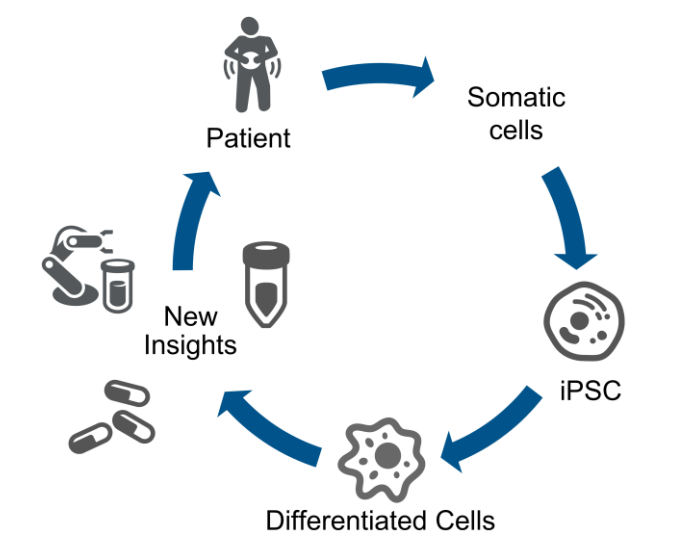 Patient
Somatic
cells
iPSC
Differentiated Cells
New
Insights